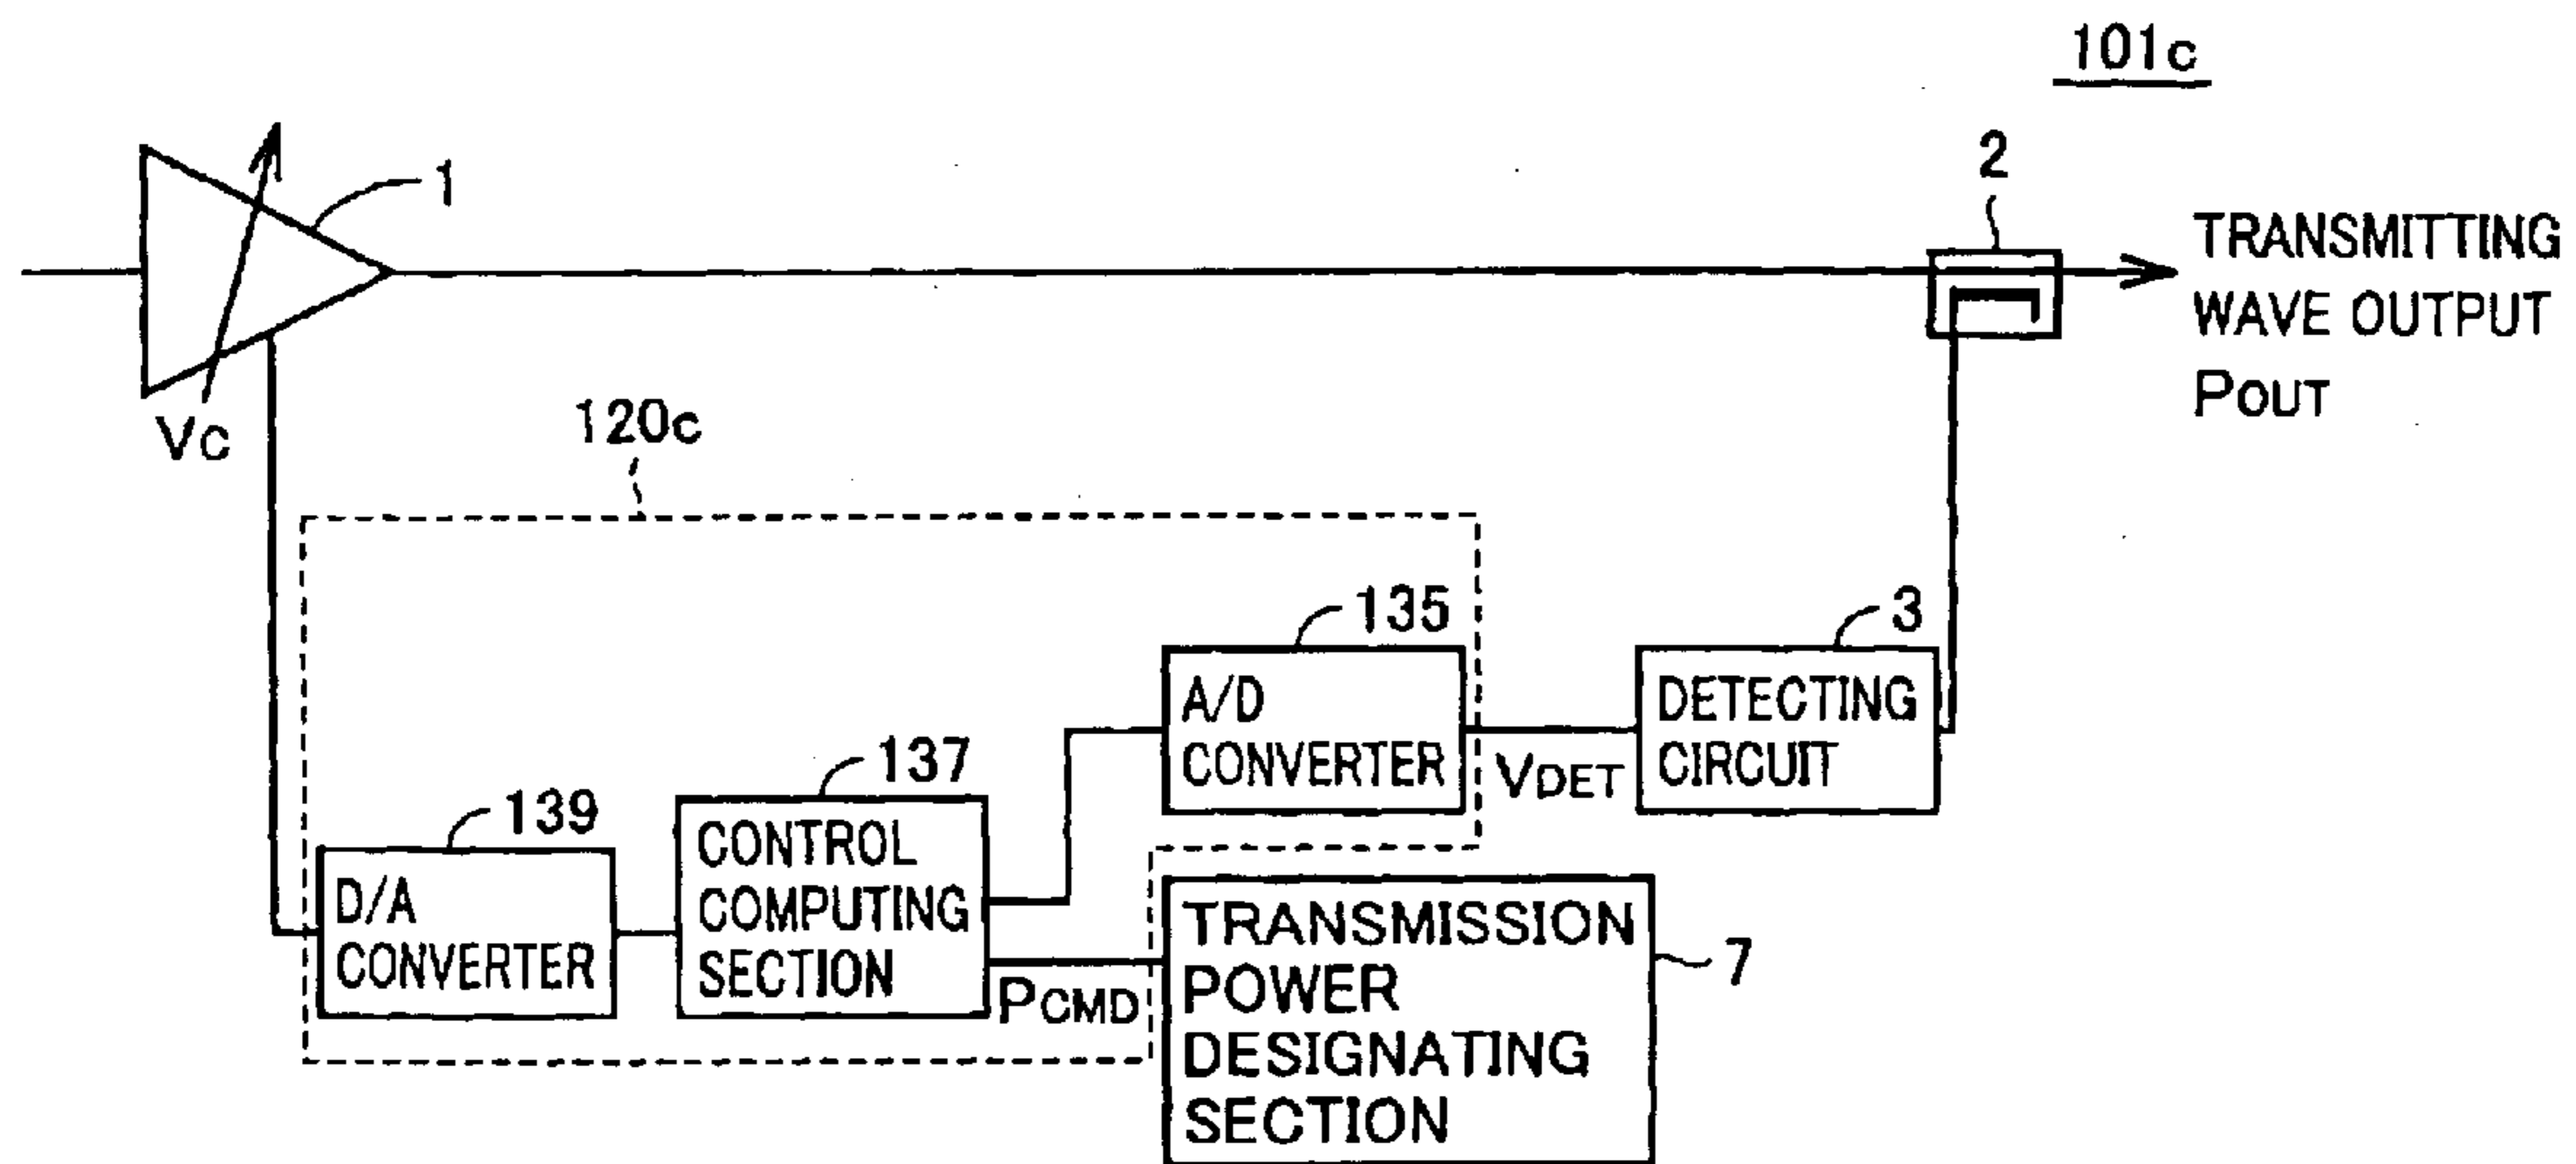 101c
1
2
TRANSMITTING
WAVE OUTPUT
POUT
VC
120c
135
3
A/D
CONVERTER
VDET
DETECTING
CIRCUIT
137
139
CONTROL
COMPUTING
SECTION
D/A
CONVERTER
PCMD
TRANSMISSION
POWER
DESIGNATING
SECTION
7